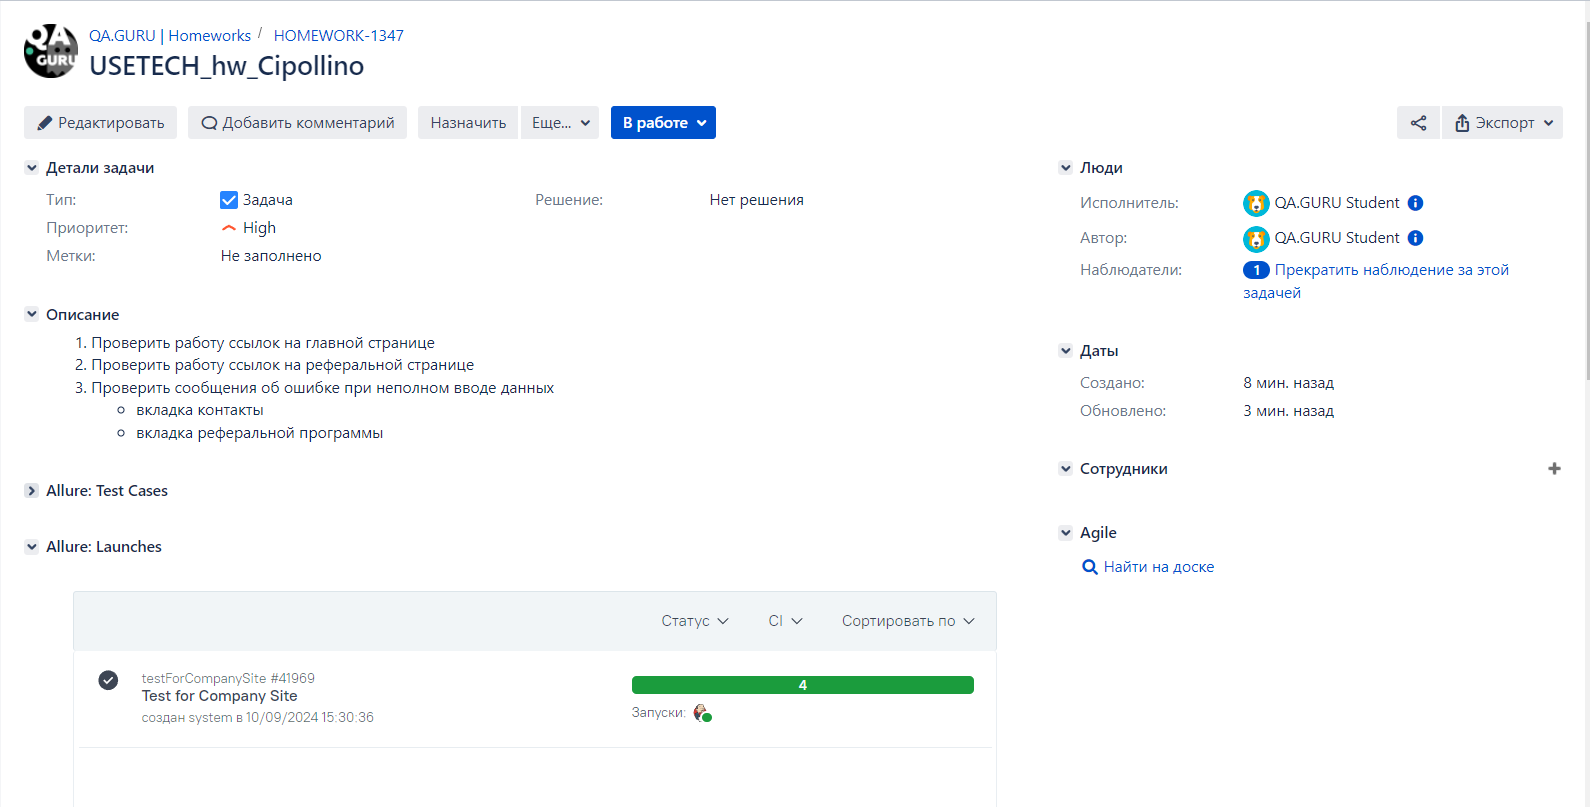 QA GURU
QA.GURU | Homeworks / HOMEWORK-1347
USETECH_hw_Cipollino
Редактировать Добавить комментарий Назначить Еще... В работе Экспорт
Детали задачи
Тип: Задача Решение: Нет решения
Приоритет: High
Метки: Не заполнено
Описание
1. Проверить работу ссылок на главной странице
2. Проверить работу ссылок на реферальной странице
3. Проверить сообщения об ошибке при неполном вводе данных
вкладка контакты
вкладка реферальной программы
Allure: Test Cases
Allure: Launches
Статус CI Сортировать по
testForCompanySite #41969
Test for Company Site
создан system в 10/09/2024 15:30:36
4
Запуски:
Люди
Исполнитель: QA.GURU Student
Автор: QA.GURU Student
Наблюдатели: 1 Прекратить наблюдение за этой
задачей
Даты
Создано: 8 мин. назад
Обновлено: 3 мин. назад
Сотрудники
Agile
Найти на доске